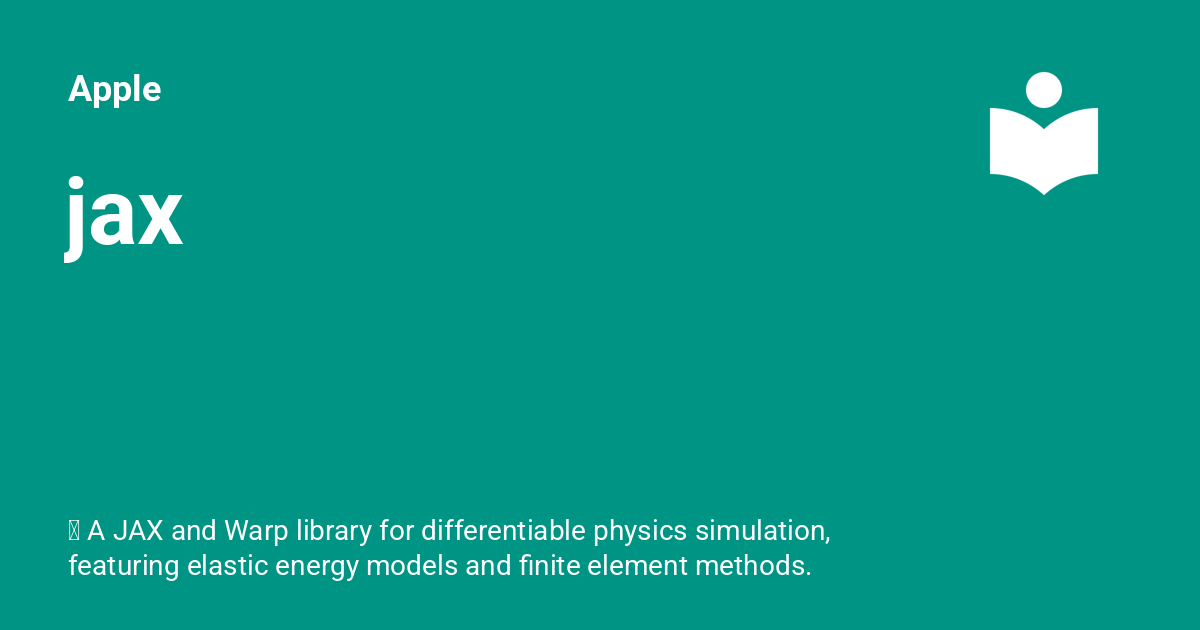 Apple
jax
A JAX and Warp library for differentiable physics simulation,
featuring elastic energy models and finite element methods.